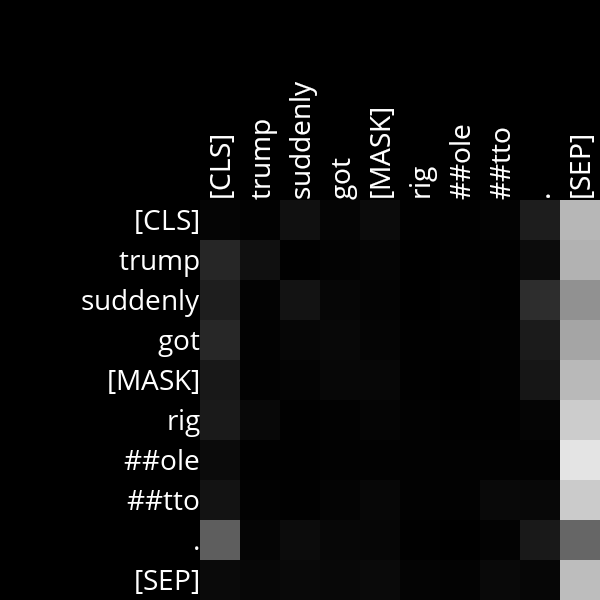 [CLS] trump suddenly got [MASK] rig ##ole ##tto . [SEP]
[CLS]
trump
suddenly
got
[MASK]
rig
##ole
##tto
.
[SEP]